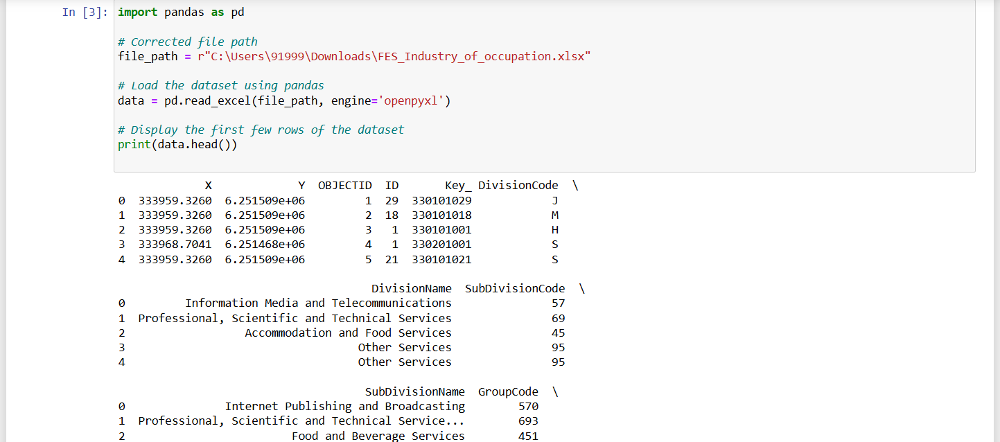 In [3]: import pandas as pd
# Corrected file path
file_path = r"C:\Users\91999\Downloads\FES_Industry_of_occupation.xlsx"
# Load the dataset using pandas
data = pd.read_excel(file_path, engine='openpyxl')
# Display the first few rows of the dataset
print(data.head())
X Y OBJECTID ID Key_ DivisionCode \
0 333959.3260 6.251509e+06 1 29 330101029 J
1 333959.3260 6.251509e+06 2 18 330101018 M
2 333959.3260 6.251509e+06 3 1 330101001 H
3 333968.7041 6.251468e+06 4 1 330201001 S
4 333959.3260 6.251509e+06 5 21 330101021 S
DivisionName SubDivisionCode \
0 Information Media and Telecommunications 57
1 Professional, Scientific and Technical Services 69
2 Accommodation and Food Services 45
3 Other Services 95
4 Other Services 95
SubDivisionName GroupCode \
0 Internet Publishing and Broadcasting 570
1 Professional, Scientific and Technical Service... 693
2 Food and Beverage Services 451